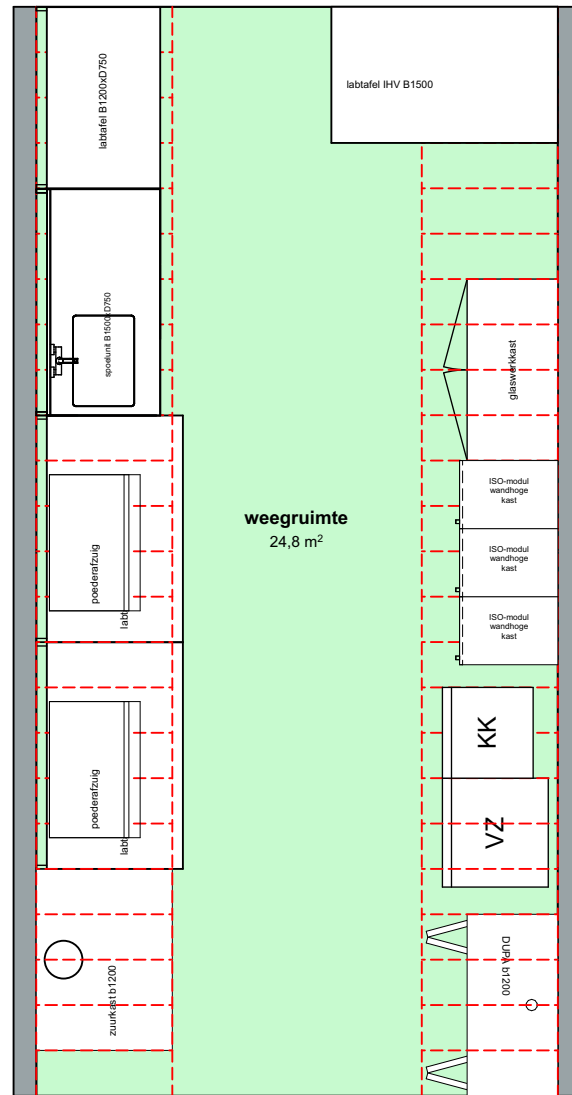 labtafel B1200xD750
labtafel IHV B1500
spoelunit B1500xD750
glaswerkkast
ISO-modul
wandhoge
kast
weegruimte
24,8 m²
ISO-modul
wandhoge
kast
poederafzuig
labt
ISO-modul
wandhoge
kast
KK
poederafzuig
labt
VZ
zuurkast b1200
DUPA b1200